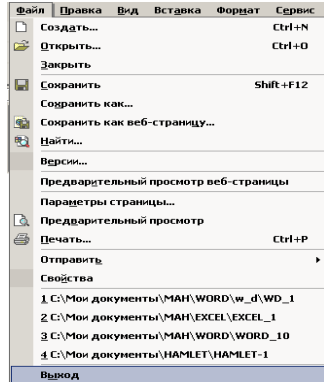 Файл Правка Вид Вставка Формат Сервис
Создать... Ctrl+N
Открыть... Ctrl+O
Закрыть
Сохранить Shift+F12
Сохранить как...
Сохранить как веб-страницу...
Найти...
Версии...
Предварительный просмотр веб-страницы
Параметры страницы...
Предварительный просмотр
Печать... Ctrl+P
Отправить
Свойства
1 C:\Мои документы\МАН\WORD\w_d\WD_1
2 C:\Мои документы\МАН\EXCEL\EXCEL_1
3 C:\Мои документы\МАН\WORD\WORD_10
4 C:\Мои документы\HAMLET\HAMLET-1
Выход